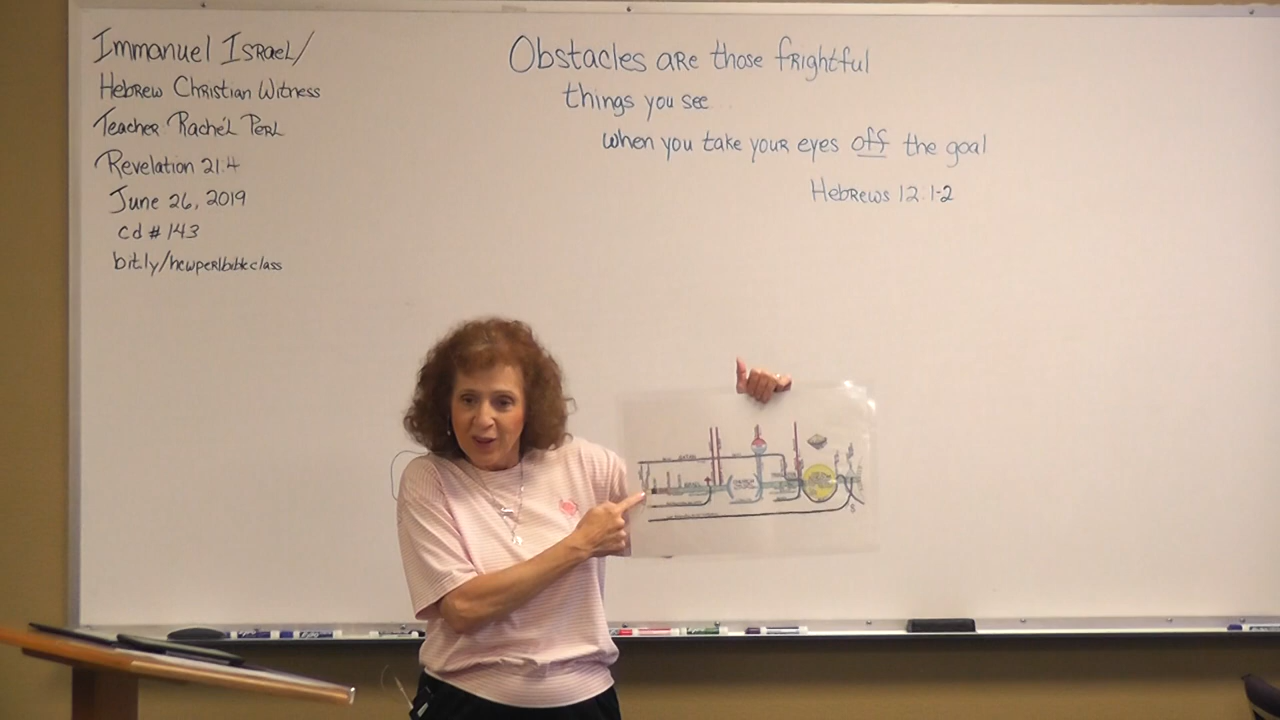 Immanuel Israel/
Hebrew Christian Witness
Teacher: Rachél Perl
Revelation 21.4
June 26, 2019
cd # 143
bit.ly/newperlbibleclass
Obstacles are those frightful
things you see...
when you take your eyes off the goal
Hebrews 12.1-2